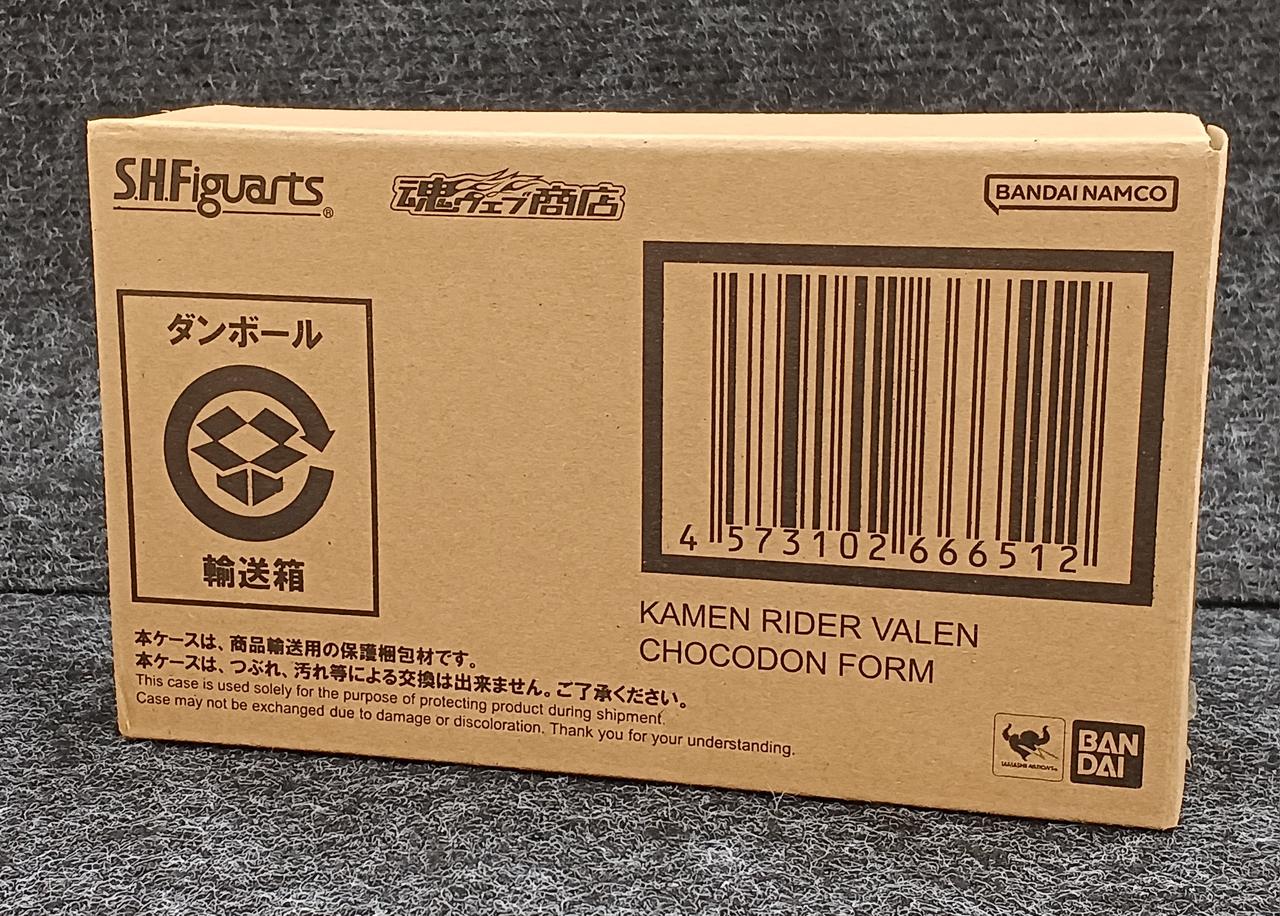 S.H.Figuarts®
魂ウェブ商店
BANDAI NAMCO
ダンボール
輸送箱
4 573102 666512
KAMEN RIDER VALEN
CHOCODON FORM
本ケースは、商品輸送用の保護梱包材です。
本ケースは、つぶれ、汚れ等による交換は出来ません。ご了承ください。
This case is used solely for the purpose of protecting product during shipment.
Case may not be exchanged due to damage or discoloration. Thank you for your understanding.
TAMASHII NATIONS
BAN
DAI